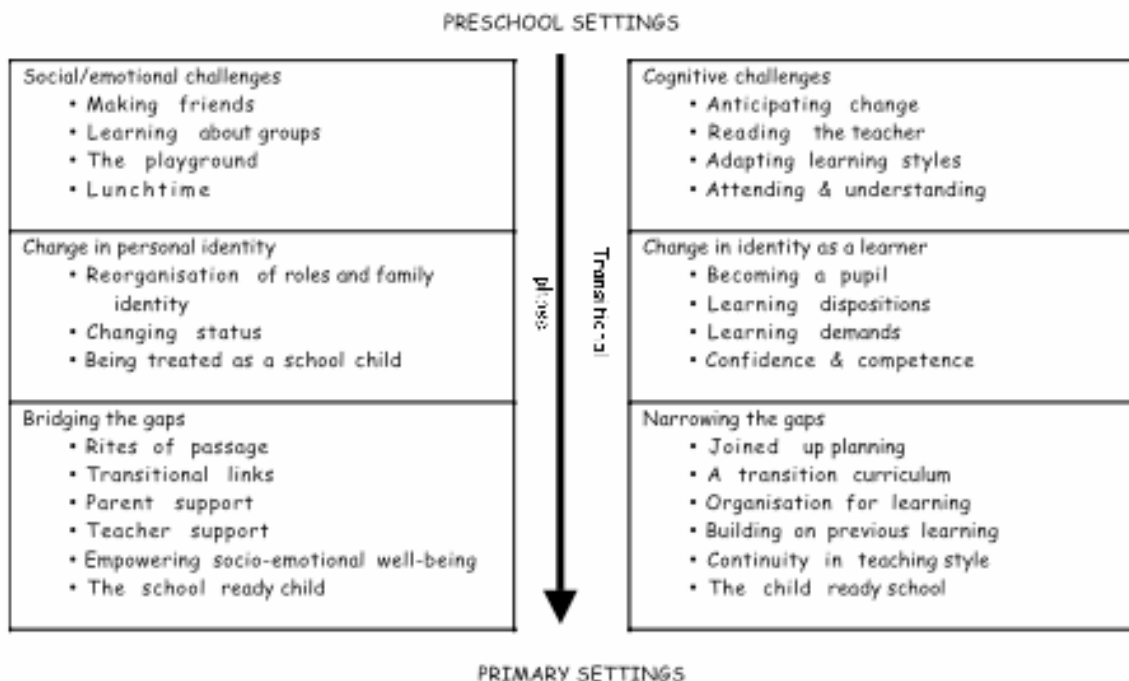 PRESCHOOL SETTINGS
Social/emotional challenges
• Making friends
• Learning about groups
• The playground
• Lunchtime
Cognitive challenges
• Anticipating change
• Reading the teacher
• Adapting learning styles
• Attending & understanding
Change in personal identity
• Reorganisation of roles and family
identity
• Changing status
• Being treated as a school child
Transitional
phase
Change in identity as a learner
• Becoming a pupil
• Learning dispositions
• Learning demands
• Confidence & competence
Bridging the gaps
• Rites of passage
• Transitional links
• Parent support
• Teacher support
• Empowering socio-emotional well-being
• The school ready child
Narrowing the gaps
• Joined up planning
• A transition curriculum
• Organisation for learning
• Building on previous learning
• Continuity in teaching style
• The child ready school
PRIMARY SETTINGS